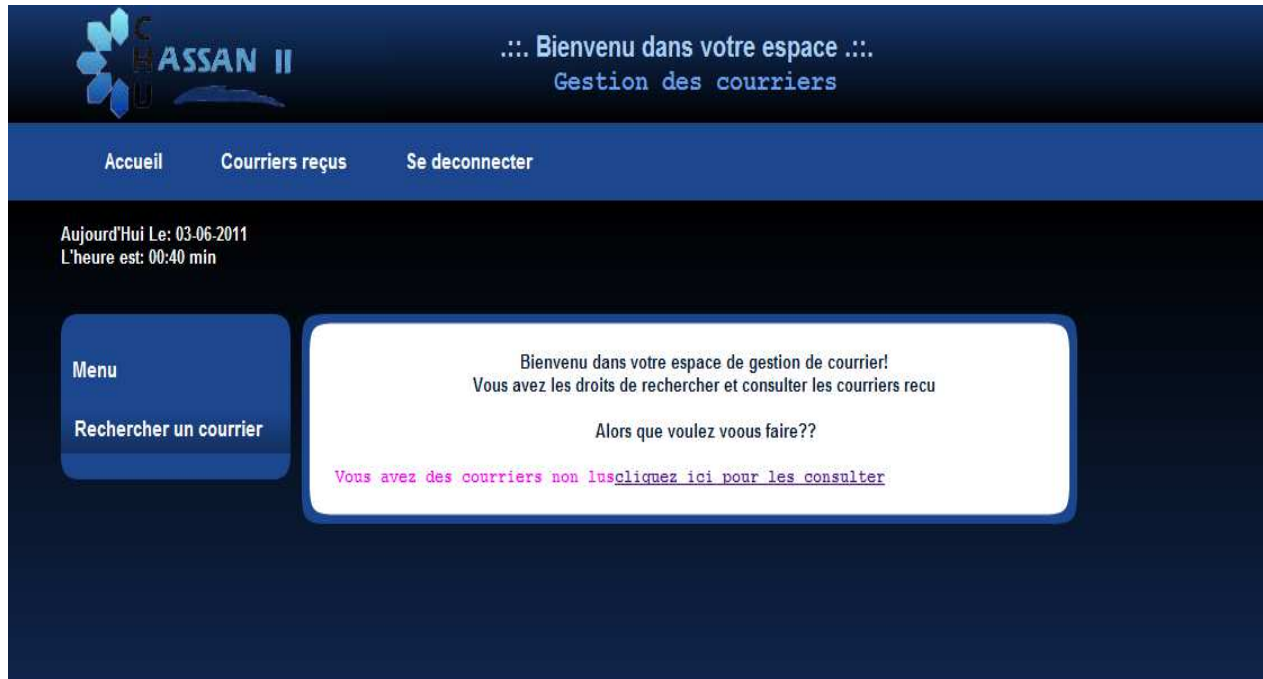 CHU
HASSAN II
.::. Bienvenu dans votre espace .::.
Gestion des courriers
Accueil Courriers reçus Se deconnecter
Aujourd'Hui Le: 03-06-2011
L'heure est: 00:40 min
Menu
Rechercher un courrier
Bienvenu dans votre espace de gestion de courrier!
Vous avez les droits de rechercher et consulter les courriers recu
Alors que voulez voous faire??
Vous avez des courriers non luscliquez ici pour les consulter